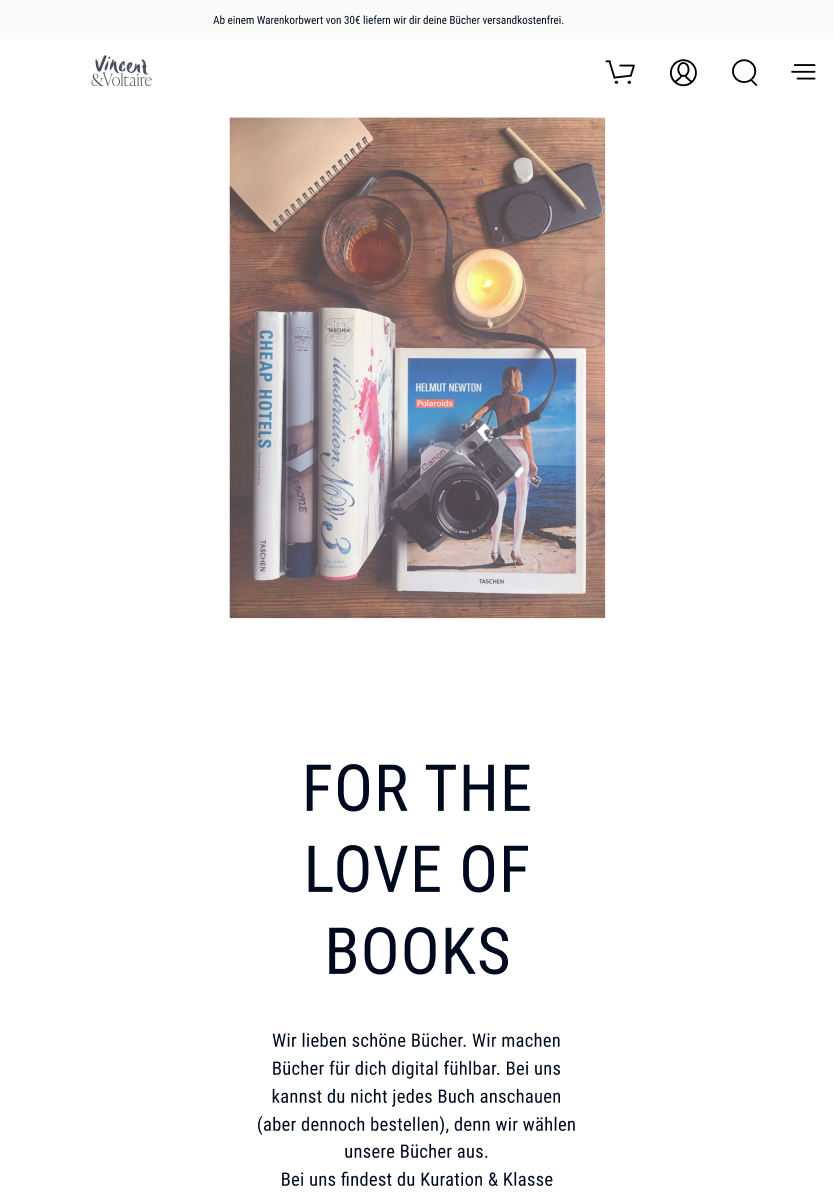 Ab einem Warenkorbwert von 30€ liefern wir dir deine Bücher versandkostenfrei.
Vincent
&Voltaire
CHEAP HOTELS
TASCHEN
TASCHEN
illustration Now! 3
TASCHEN
HELMUT NEWTON
Polaroids
Canon
TASCHEN
FOR THE
LOVE OF
BOOKS
Wir lieben schöne Bücher. Wir machen
Bücher für dich digital fühlbar. Bei uns
kannst du nicht jedes Buch anschauen
(aber dennoch bestellen), denn wir wählen
unsere Bücher aus.
Bei uns findest du Kuration & Klasse